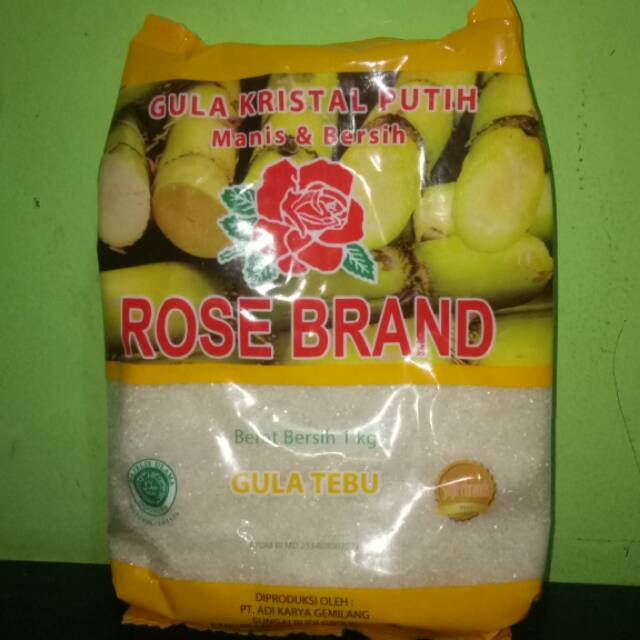 GULA KRISTAL PUTIH
Manis & Bersih
ROSE BRAND
Berat Bersih 1 kg
GULA TEBU
DIPRODUKSI OLEH :
PT. ADI KARYA GEMILANG